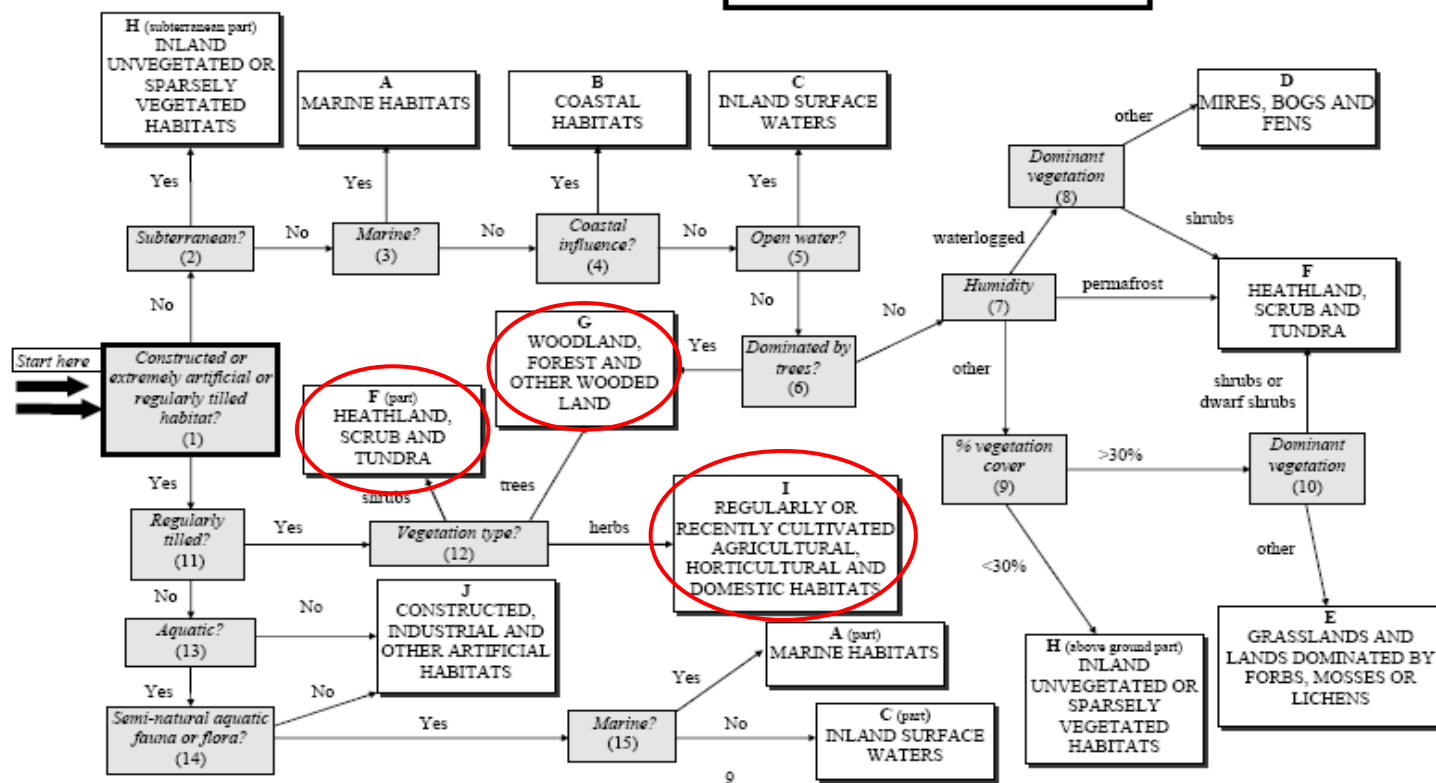 H (subterranean part)
INLAND
UNVEGETATED OR
SPARSELY
VEGETATED
HABITATS
A
MARINE HABITATS
B
COASTAL
HABITATS
C
INLAND SURFACE
WATERS
D
MIRES, BOGS AND
FENS
other
Yes
Yes
Yes
Yes
Dominant
vegetation
(8)
Subterranean?
(2)
No
Marine?
(3)
No
Coastal
influence?
(4)
No
Open water?
(5)
waterlogged
shrubs
No
No
No
Humidity
(7)
permafrost
F
HEATHLAND,
SCRUB AND
TUNDRA
Start here
Constructed or
extremely artificial or
regularly tilled
habitat?
(1)
G
WOODLAND,
FOREST AND
OTHER WOODED
LAND
Yes
Dominated by
trees?
(6)
other
shrubs or
dwarf shrubs
F (part)
HEATHLAND,
SCRUB AND
TUNDRA
% vegetation
cover
(9)
>30%
Dominant
vegetation
(10)
Yes
shrubs
trees
Regularly
tilled?
(11)
Yes
Vegetation type?
(12)
herbs
I
REGULARLY OR
RECENTLY CULTIVATED
AGRICULTURAL,
HORTICULTURAL AND
DOMESTIC HABITATS
<30%
other
No
No
Aquatic?
(13)
J
CONSTRUCTED,
INDUSTRIAL AND
OTHER ARTIFICIAL
HABITATS
A (part)
MARINE HABITATS
H (above ground part)
INLAND
UNVEGETATED OR
SPARSELY
VEGETATED
HABITATS
E
GRASSLANDS AND
LANDS DOMINATED BY
FORBS, MOSSES OR
LICHENS
Yes
No
Yes
Semi-natural aquatic
fauna or flora?
(14)
Yes
Marine?
(15)
No
C (part)
INLAND SURFACE
WATERS
9